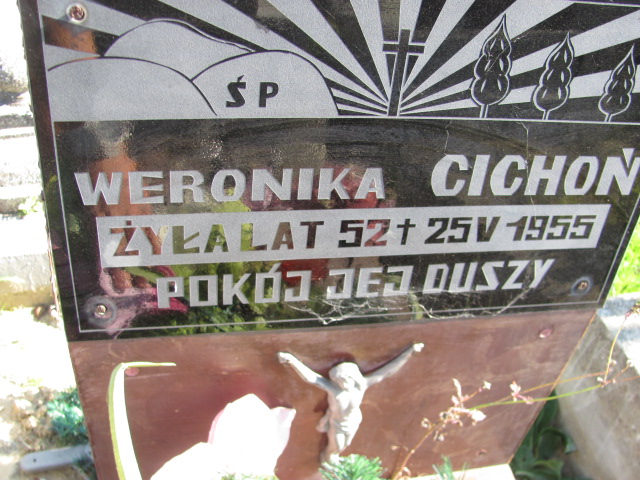 ŚP
WERONIKA CICHOŃ
ŻYŁA LAT 52 † 25 V 1955
POKÓJ JEJ DUSZY